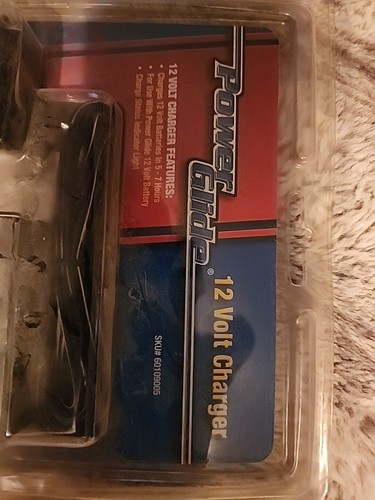 Power Glide®
12 Volt Charger
12 VOLT CHARGER FEATURES:
• Charges 12 Volt Batteries In 5 - 7 Hours
• For Use With Power Glide 12 Volt Battery
• Charge Status Indicator Light
SKU# 60109005